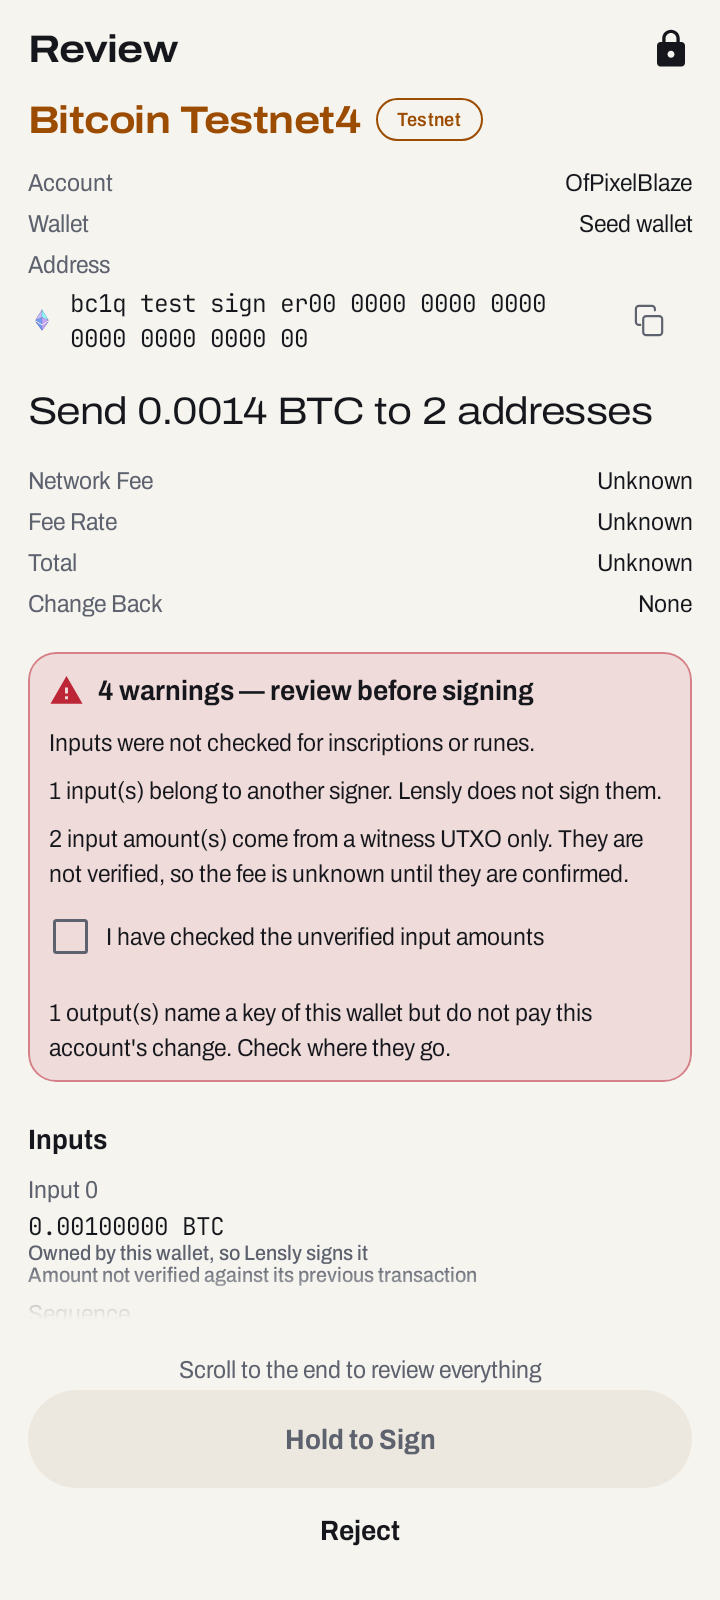 Review
Bitcoin Testnet4
Testnet
Account
OfPixelBlaze
Wallet
Seed wallet
Address
bc1q test sign er00 0000 0000 0000
0000 0000 0000 00
Send 0.0014 BTC to 2 addresses
Network Fee
Unknown
Fee Rate
Unknown
Total
Unknown
Change Back
None
4 warnings — review before signing
Inputs were not checked for inscriptions or runes.
1 input(s) belong to another signer. Lensly does not sign them.
2 input amount(s) come from a witness UTXO only. They are
not verified, so the fee is unknown until they are confirmed.
I have checked the unverified input amounts
1 output(s) name a key of this wallet but do not pay this
account's change. Check where they go.
Inputs
Input 0
0.00100000 BTC
Owned by this wallet, so Lensly signs it
Amount not verified against its previous transaction
Sequence
Scroll to the end to review everything
Hold to Sign
Reject